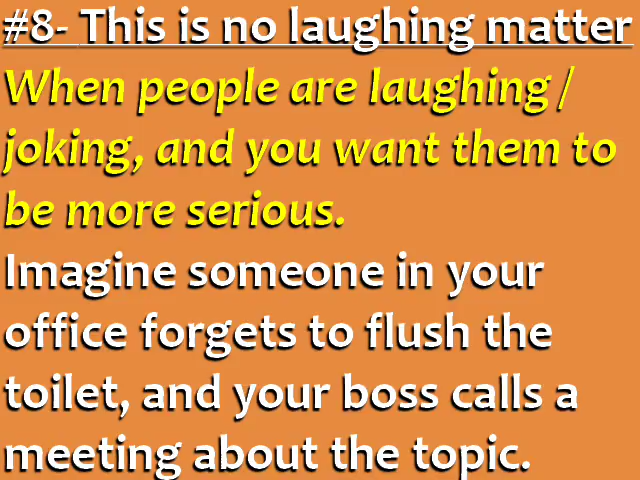 #8- This is no laughing matter
When people are laughing /
joking, and you want them to
be more serious.
Imagine someone in your
office forgets to flush the
toilet, and your boss calls a
meeting about the topic.